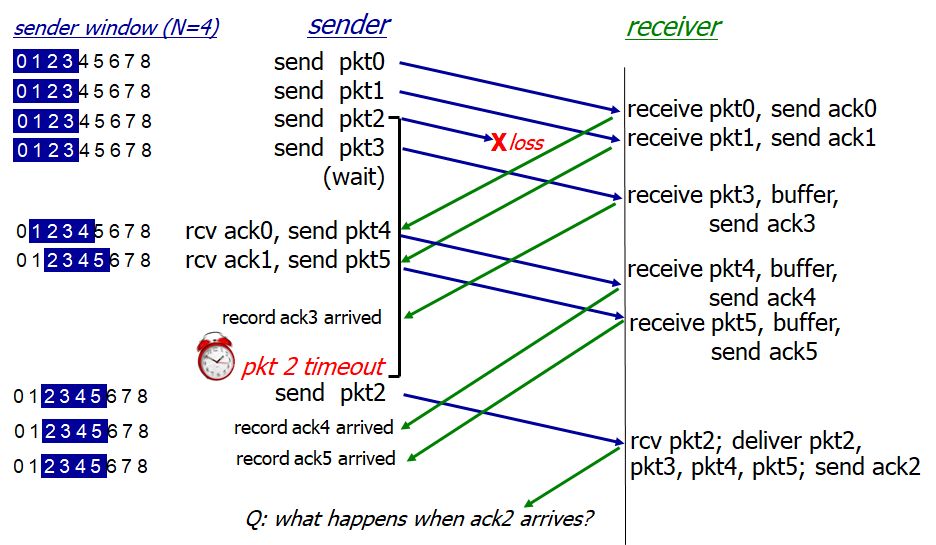 sender window (N=4)
sender
receiver
0 1 2 3 4 5 6 7 8
send pkt0
0 1 2 3 4 5 6 7 8
send pkt1
0 1 2 3 4 5 6 7 8
send pkt2
0 1 2 3 4 5 6 7 8
send pkt3
(wait)
X loss
receive pkt0, send ack0
receive pkt1, send ack1
receive pkt3, buffer,
send ack3
0 1 2 3 4 5 6 7 8
rcv ack0, send pkt4
0 1 2 3 4 5 6 7 8
rcv ack1, send pkt5
receive pkt4, buffer,
send ack4
receive pkt5, buffer,
send ack5
record ack3 arrived
pkt 2 timeout
0 1 2 3 4 5 6 7 8
send pkt2
0 1 2 3 4 5 6 7 8
record ack4 arrived
0 1 2 3 4 5 6 7 8
record ack5 arrived
rcv pkt2; deliver pkt2,
pkt3, pkt4, pkt5; send ack2
Q: what happens when ack2 arrives?